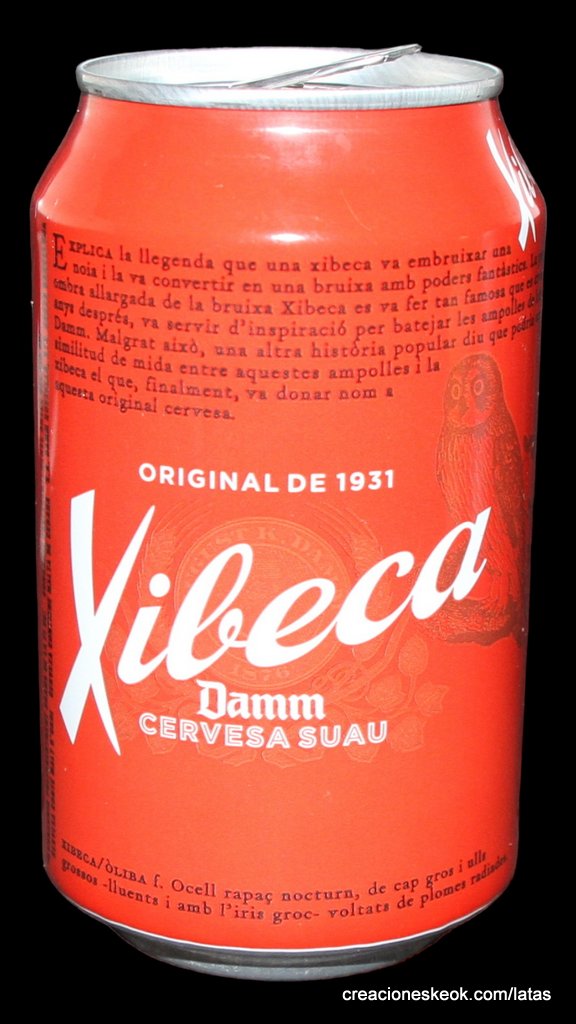 EXPLICA la llegenda que una xibeca va embruixar una
noia i la va convertir en una bruixa amb poders fantàstics. La
ombra allargada de la bruixa Xibeca es va fer tan famosa que
anys després, va servir d'inspiració per batejar les ampolles de
Damm. Malgrat això, una altra història popular diu que
similitud de mida entre aquestes ampolles i la
xibeca el que, finalment, va donar nom a
aquesta original cervesa.
ORIGINAL DE 1931
Xibeca
Damm
CERVESA SUAU
1876
XIBECA/ÒLIBA f. Ocell rapaç nocturn, de cap gros i ulls
grossos -lluents i amb l'iris groc- voltats de plomes radiades.
creacioneskeok.com/latas